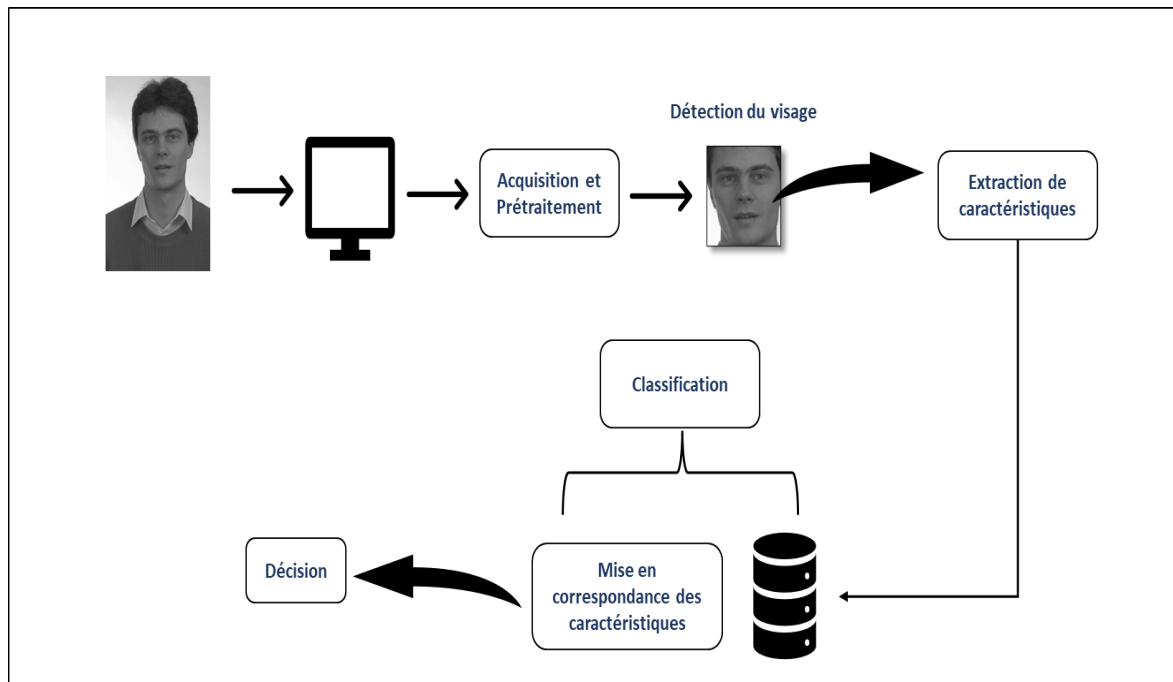 Détection du visage
Acquisition et
Prétraitement
Extraction de
caractéristiques
Classification
Mise en
correspondance des
caractéristiques
Décision